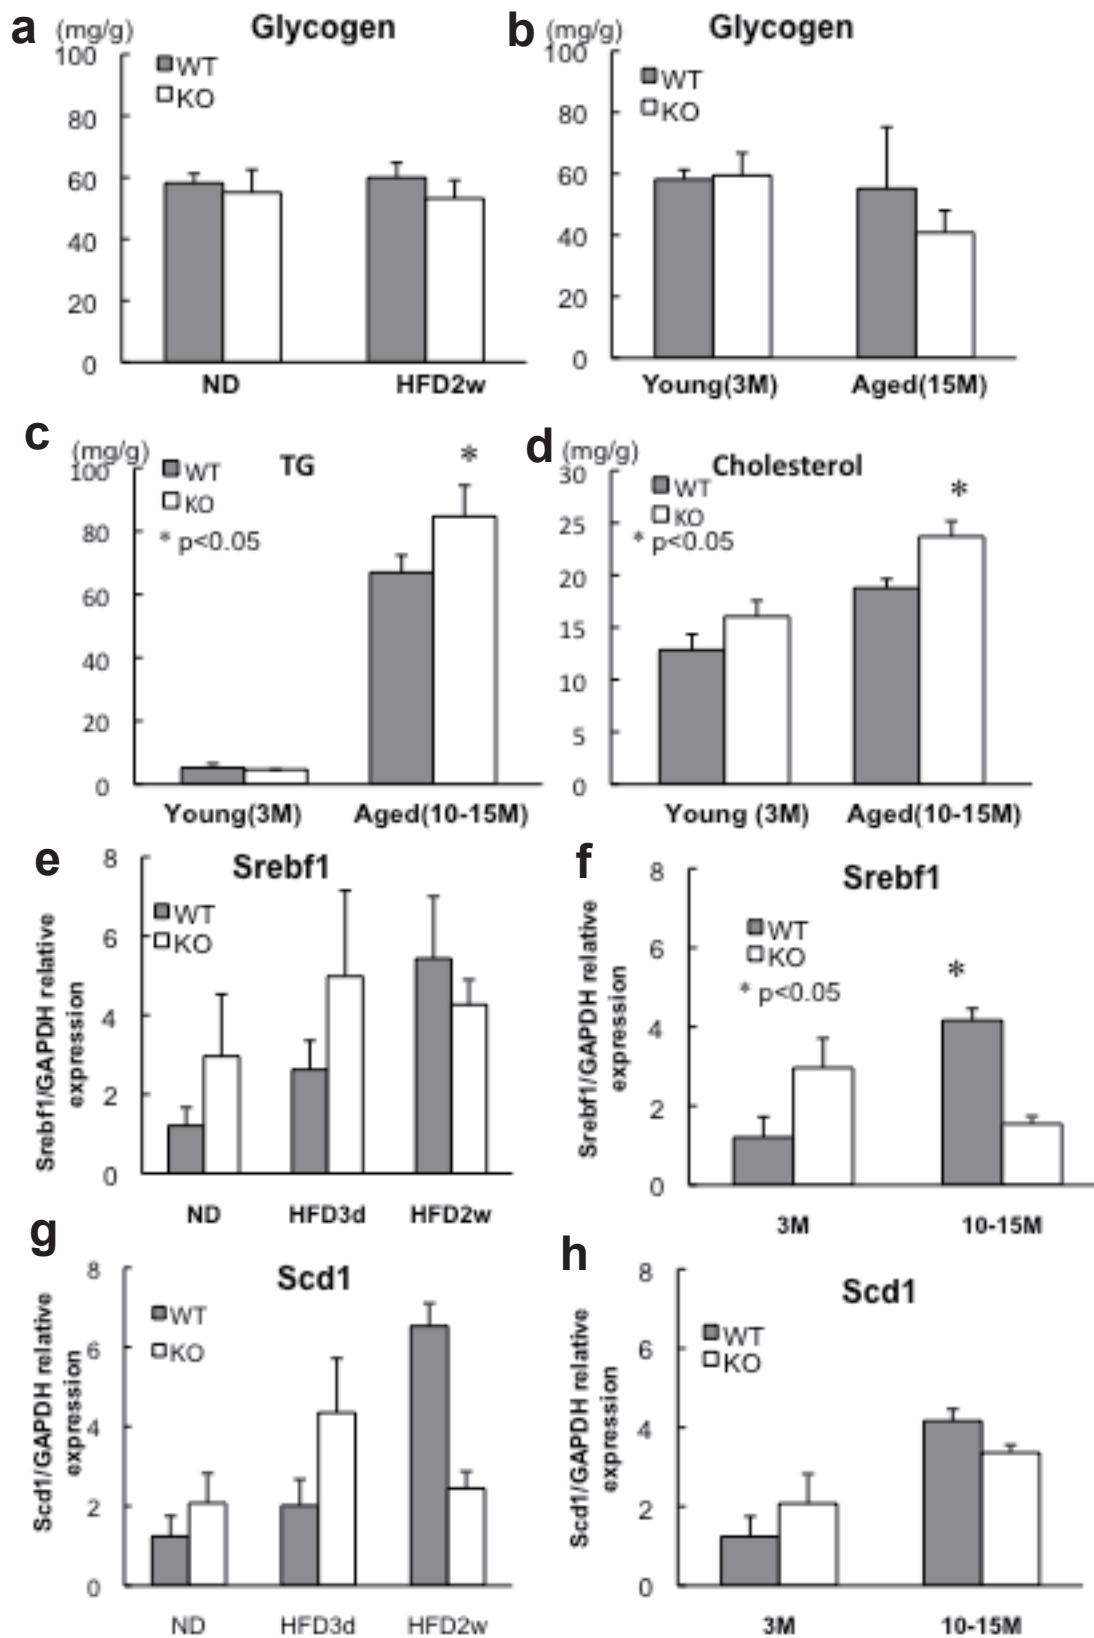 a (mg/g) Glycogen
100
80
60
40
20
0
WT
KO
ND HFD2w
b (mg/g) Glycogen
100
80
60
40
20
0
WT
KO
Young(3M) Aged(15M)
c (mg/g) TG
100
80
60
40
20
0
WT
KO
* p<0.05
*
Young(3M) Aged(10-15M)
d (mg/g) Cholesterol
30
25
20
15
10
5
0
WT
KO
* p<0.05
*
Young (3M) Aged(10-15M)
e Srebf1
Srebf1/GAPDH relative
expression
8
6
4
2
0
WT
KO
ND HFD3d HFD2w
f Srebf1
Srebf1/GAPDH relative
expression
8
6
4
2
0
WT
KO
* p<0.05
*
3M 10-15M
g Scd1
Scd1/GAPDH relative
expression
8
6
4
2
0
WT
KO
ND HFD3d HFD2w
h Scd1
Scd1/GAPDH relative
expression
8
6
4
2
0
WT
KO
3M 10-15M